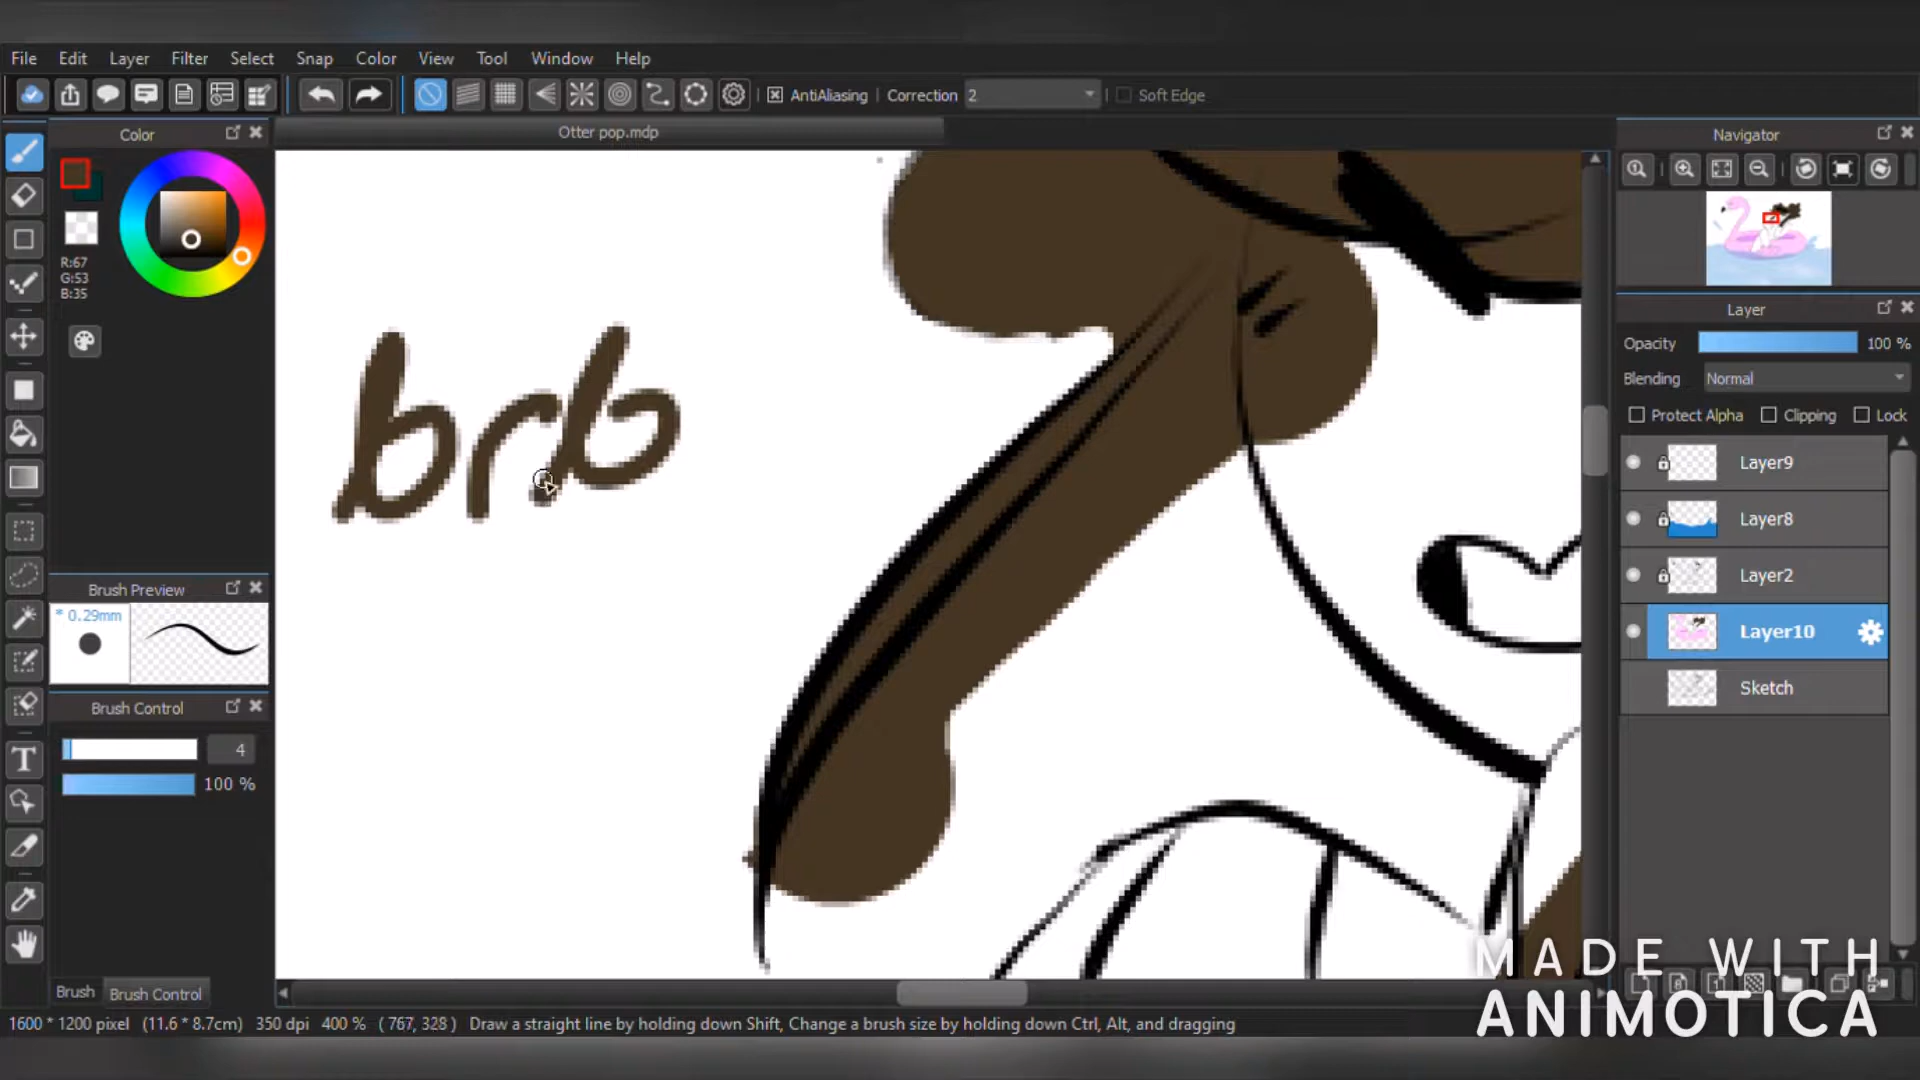 File Edit Layer Filter Select Snap Color View Tool Window Help
AntiAliasing Correction 2 Soft Edge
Color
Otter pop.mdp
Navigator
R:67
G:53
B:35
brb
Brush Preview
* 0.29mm
Brush Control
4
100 %
Brush Brush Control
Layer
Opacity 100 %
Blending Normal
Protect Alpha Clipping Lock
Layer9
Layer8
Layer2
Layer10
Sketch
1600 * 1200 pixel (11.6 * 8.7cm) 350 dpi 400 % ( 767, 328 ) Draw a straight line by holding down Shift, Change a brush size by holding down Ctrl, Alt, and dragging
MADE WITH
ANIMOTICA